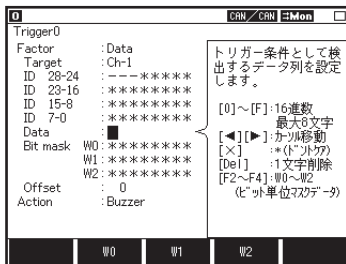 0 CAN/CAN ⇄Mon
Trigger0
Factor :Data
Target :Ch-1
ID 28-24 :---*****
ID 23-16 :********
ID 15-8 :********
ID 7-0 :********
Data :
Bit mask W0:********
W1:********
W2:********
Offset : 0
Action :Buzzer
トリガー条件として検
出するデータ列を設定
します。
[0]～[F]:16進数
最大8文字
[◀][▶]:ｶｰｿﾙ移動
[×] :*(ﾄﾞﾝﾄｹｱ)
[Del] :1文字削除
[F2～F4]:W0～W2
(ﾋﾞｯﾄ単位ﾏｽｸﾃﾞｰﾀ)
W0 W1 W2